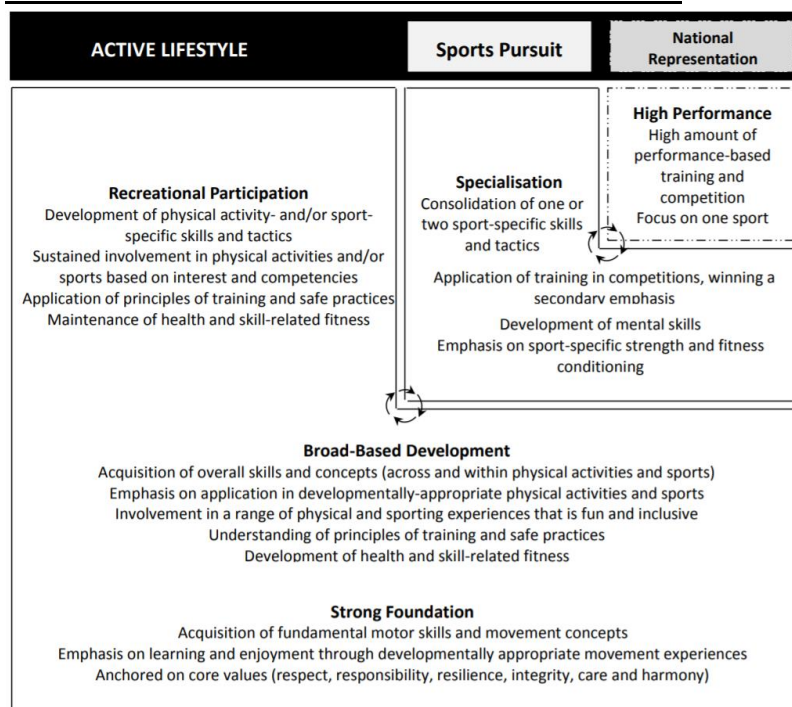 ACTIVE LIFESTYLE
Sports Pursuit
National
Representation
High Performance
High amount of
performance-based
training and
competition
Focus on one sport
Specialisation
Consolidation of one or
two sport-specific skills
and tactics
Application of training in competitions, winning a
secondary emphasis
Development of mental skills
Emphasis on sport-specific strength and fitness
conditioning
Recreational Participation
Development of physical activity- and/or sport-
specific skills and tactics
Sustained involvement in physical activities and/or
sports based on interest and competencies
Application of principles of training and safe practices
Maintenance of health and skill-related fitness
Broad-Based Development
Acquisition of overall skills and concepts (across and within physical activities and sports)
Emphasis on application in developmentally-appropriate physical activities and sports
Involvement in a range of physical and sporting experiences that is fun and inclusive
Understanding of principles of training and safe practices
Development of health and skill-related fitness
Strong Foundation
Acquisition of fundamental motor skills and movement concepts
Emphasis on learning and enjoyment through developmentally appropriate movement experiences
Anchored on core values (respect, responsibility, resilience, integrity, care and harmony)